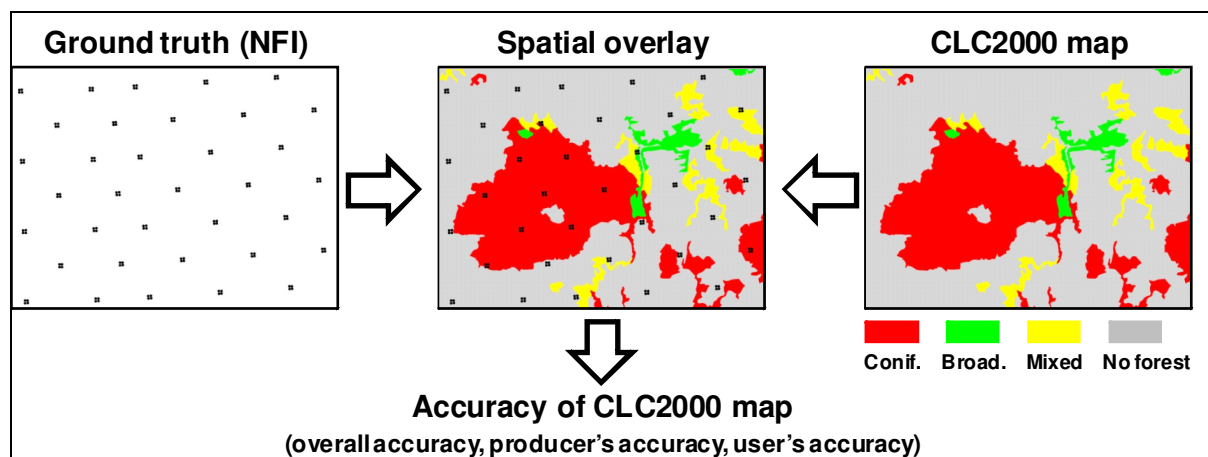 Ground truth (NFI)
Spatial overlay
CLC2000 map
Conif.
Broad.
Mixed
No forest
Accuracy of CLC2000 map
(overall accuracy, producer's accuracy, user's accuracy)